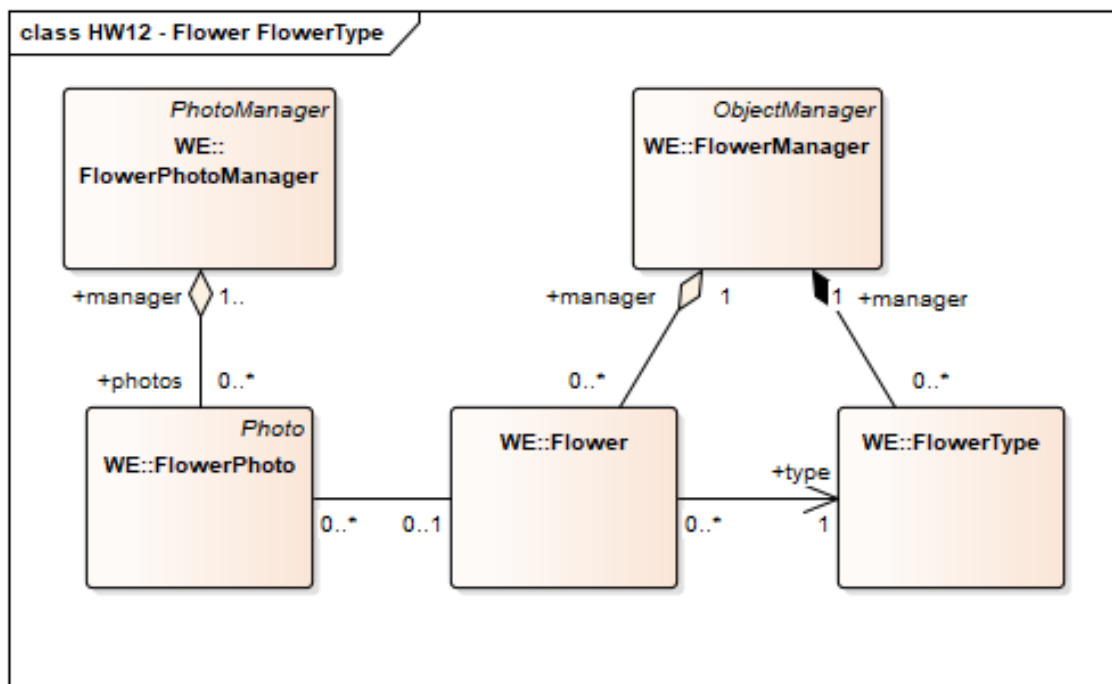 class HW12 - Flower FlowerType
PhotoManager
WE::
FlowerPhotoManager
ObjectManager
WE::FlowerManager
+manager
1..
+manager
1
1
+manager
+photos
0..*
0..*
0..*
Photo
WE::FlowerPhoto
WE::Flower
WE::FlowerType
+type
0..*
0..1
0..*
1